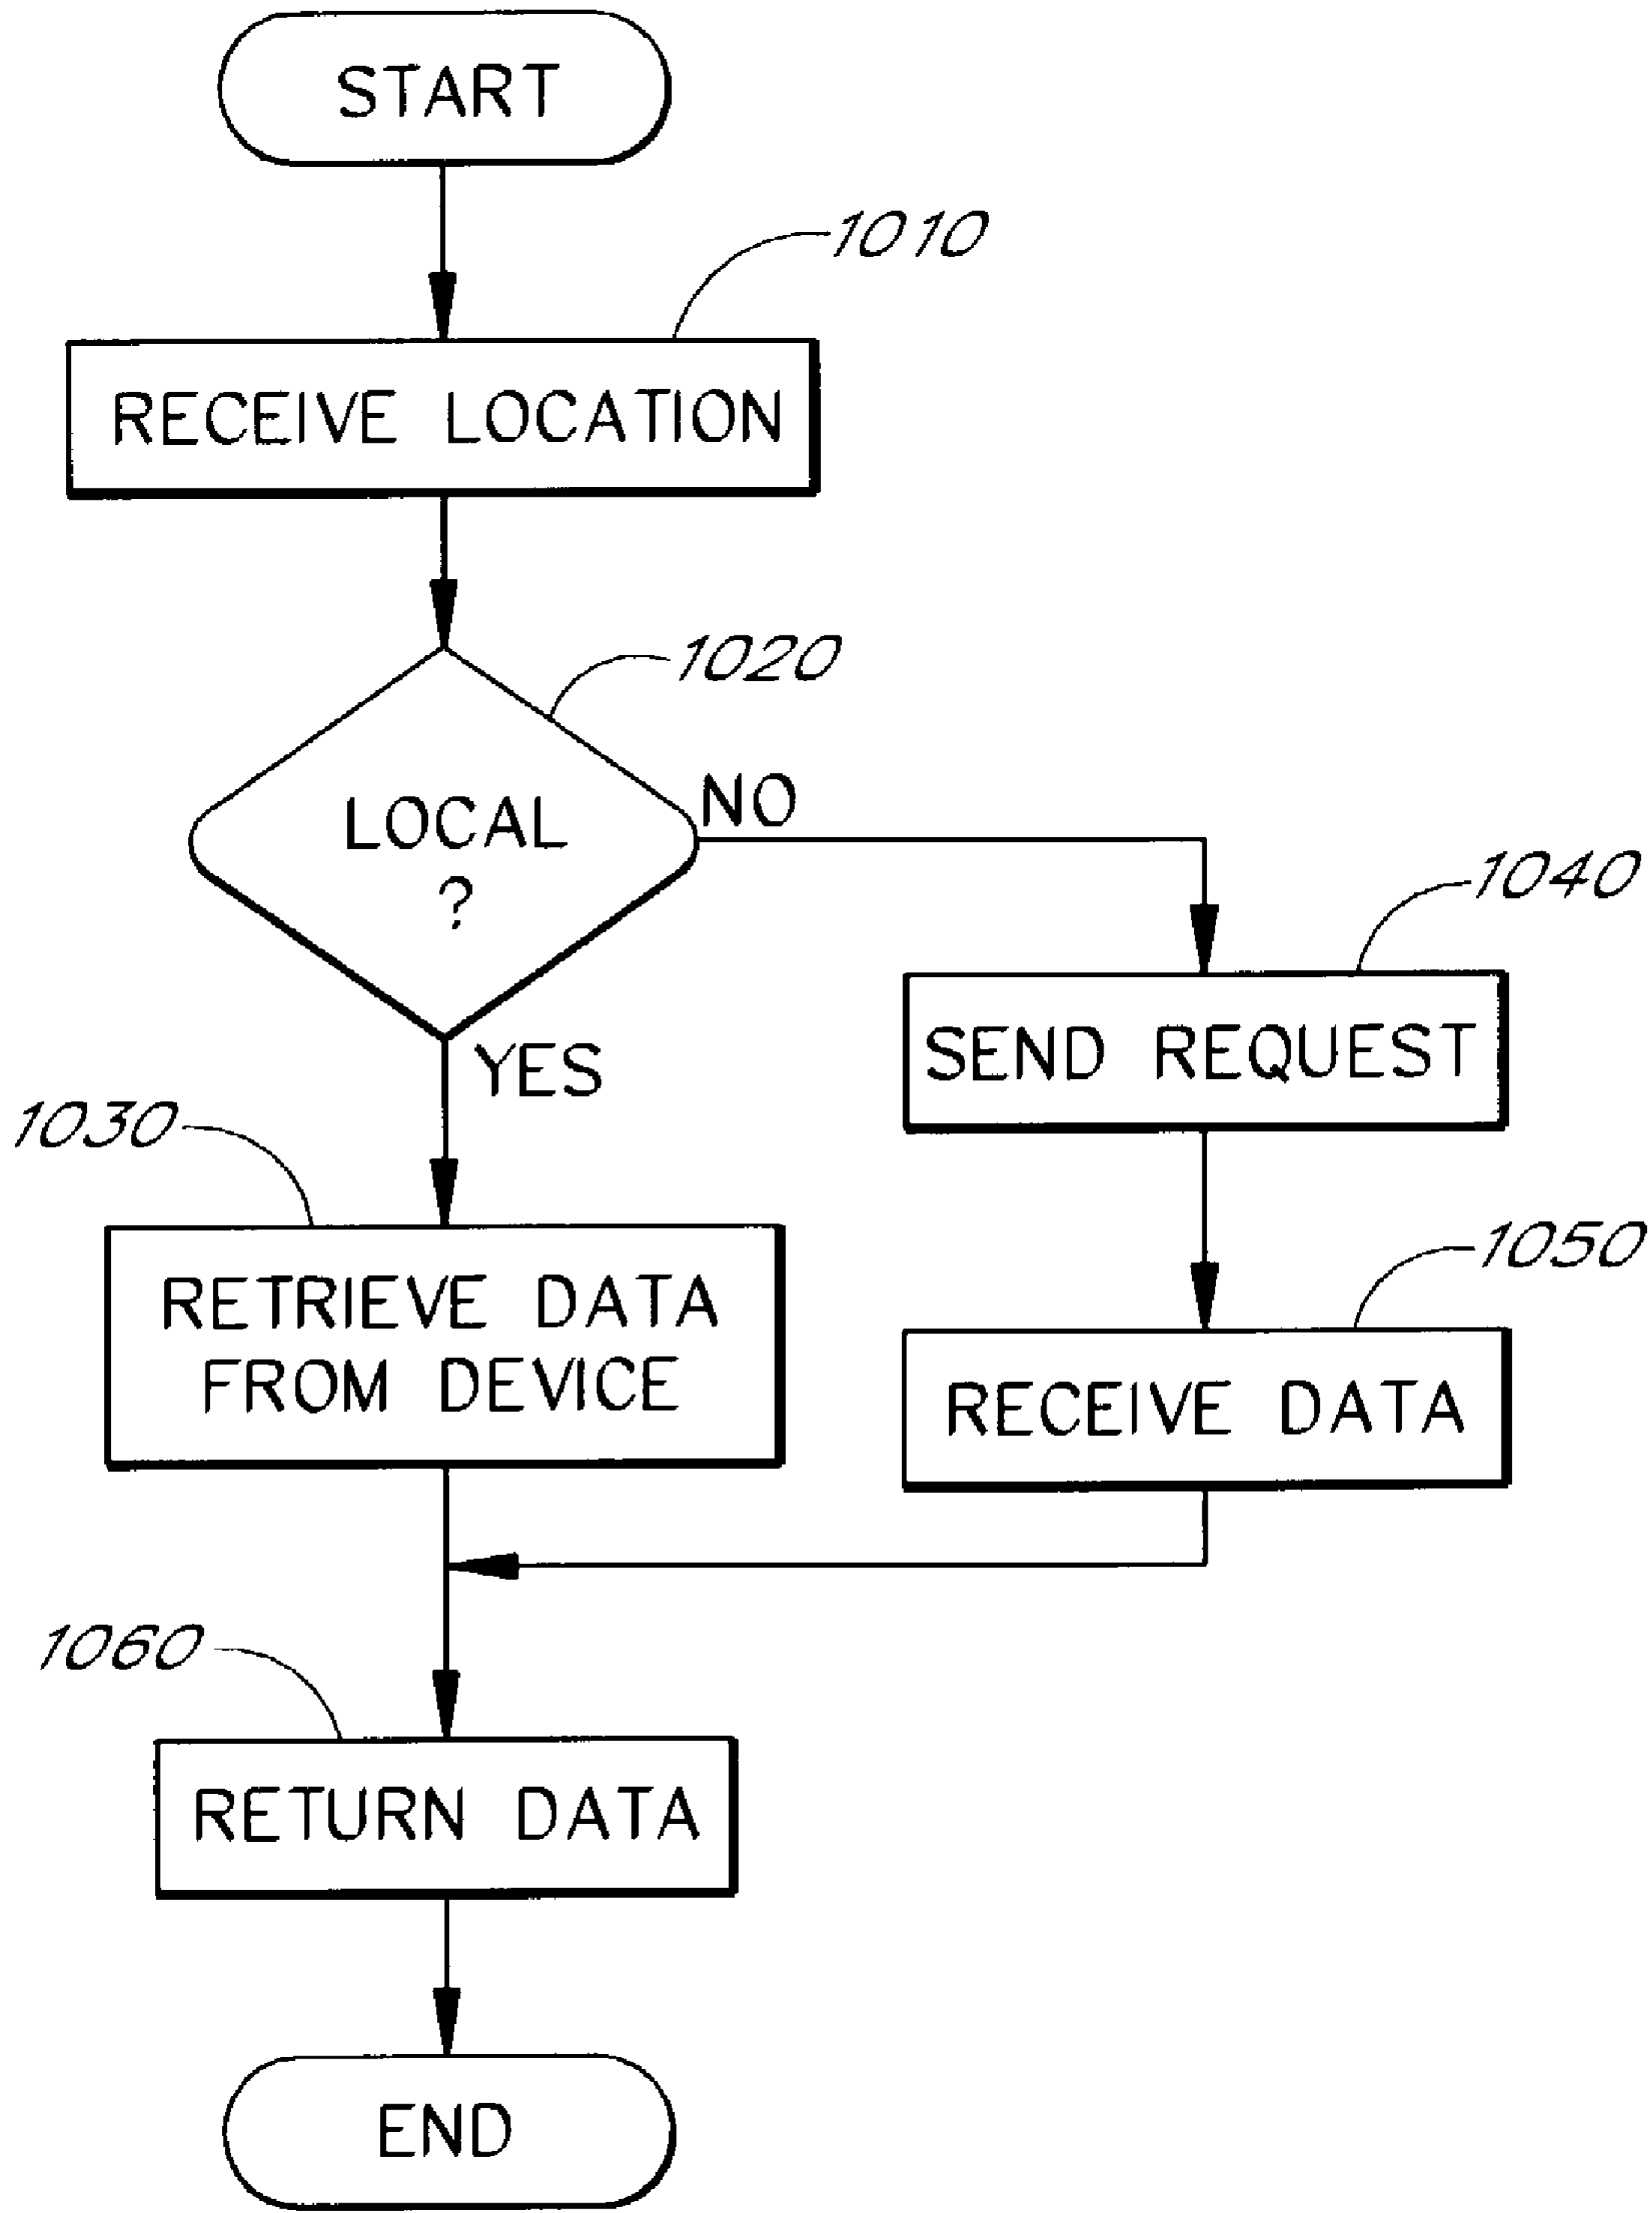 START
1010
RECEIVE LOCATION
1020
LOCAL
?
NO
YES
1040
SEND REQUEST
1030
RETRIEVE DATA
FROM DEVICE
1050
RECEIVE DATA
1060
RETURN DATA
END